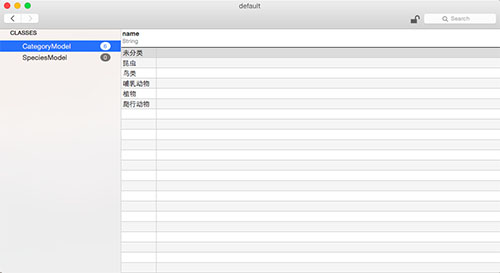 default
Search
CLASSES
CategoryModel 6
SpeciesModel 0
name
String
未分类
昆虫
鸟类
哺乳动物
植物
爬行动物